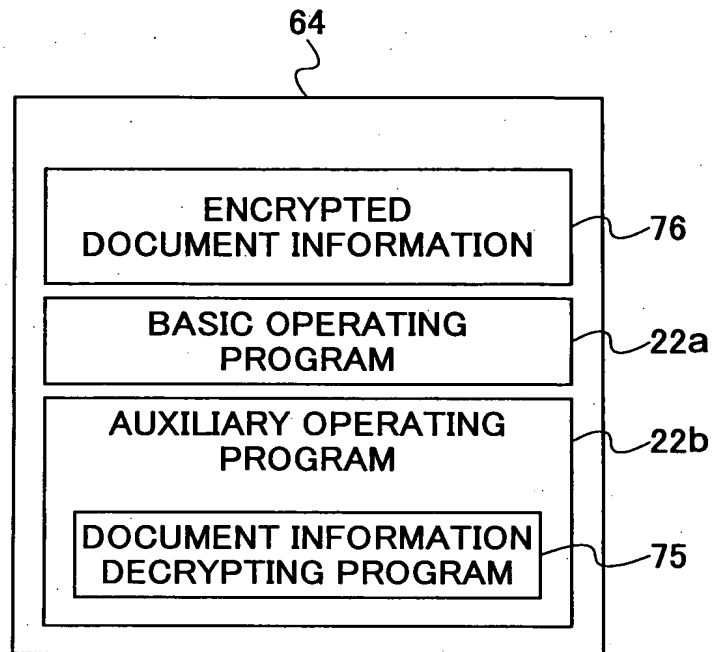 64
ENCRYPTED
DOCUMENT INFORMATION
76
BASIC OPERATING
PROGRAM
22a
AUXILIARY OPERATING
PROGRAM
22b
DOCUMENT INFORMATION
DECRYPTING PROGRAM
75